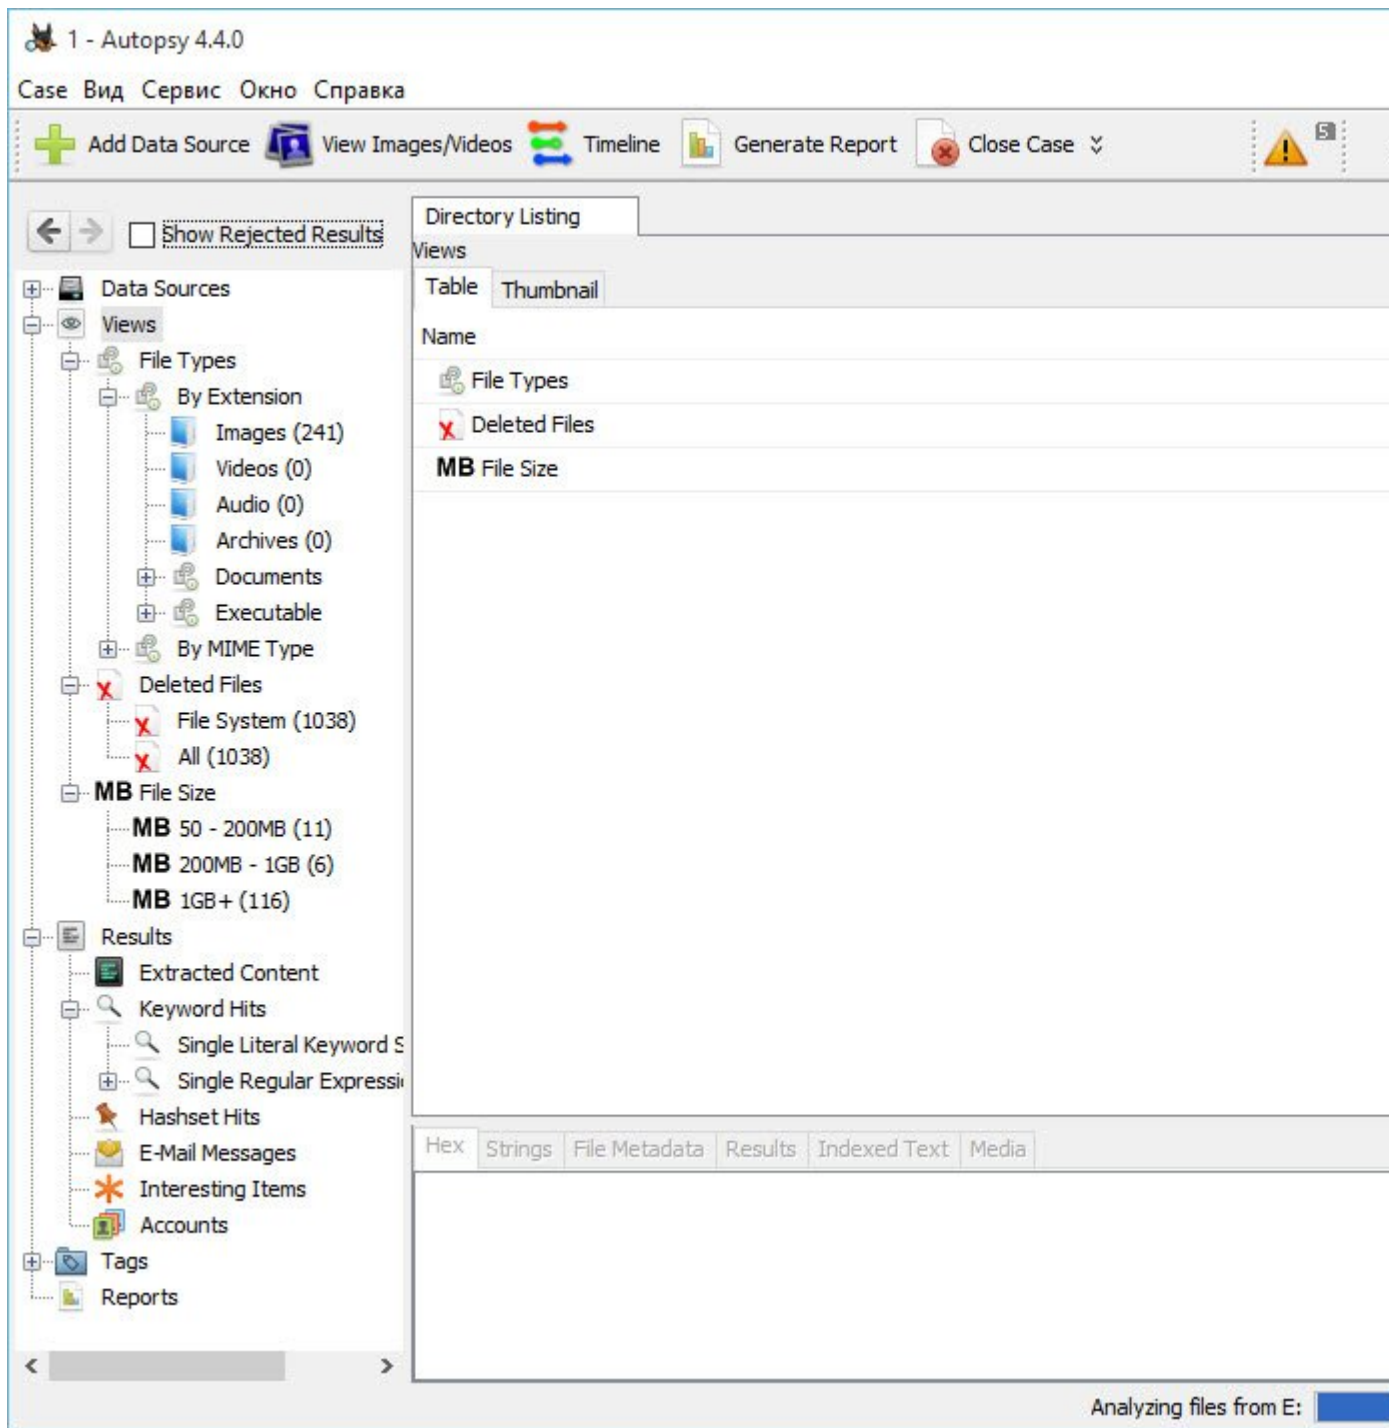 1 - Autopsy 4.4.0
Case Вид Сервис Окно Справка
Add Data Source View Images/Videos Timeline Generate Report Close Case 5
Show Rejected Results
Data Sources
Views
File Types
By Extension
Images (241)
Videos (0)
Audio (0)
Archives (0)
Documents
Executable
By MIME Type
Deleted Files
File System (1038)
All (1038)
MB File Size
MB 50 - 200MB (11)
MB 200MB - 1GB (6)
MB 1GB+ (116)
Results
Extracted Content
Keyword Hits
Single Literal Keyword S
Single Regular Expressi
Hashset Hits
E-Mail Messages
Interesting Items
Accounts
Tags
Reports
Directory Listing
Views
Table Thumbnail
Name
File Types
Deleted Files
MB File Size
Hex Strings File Metadata Results Indexed Text Media
Analyzing files from E: